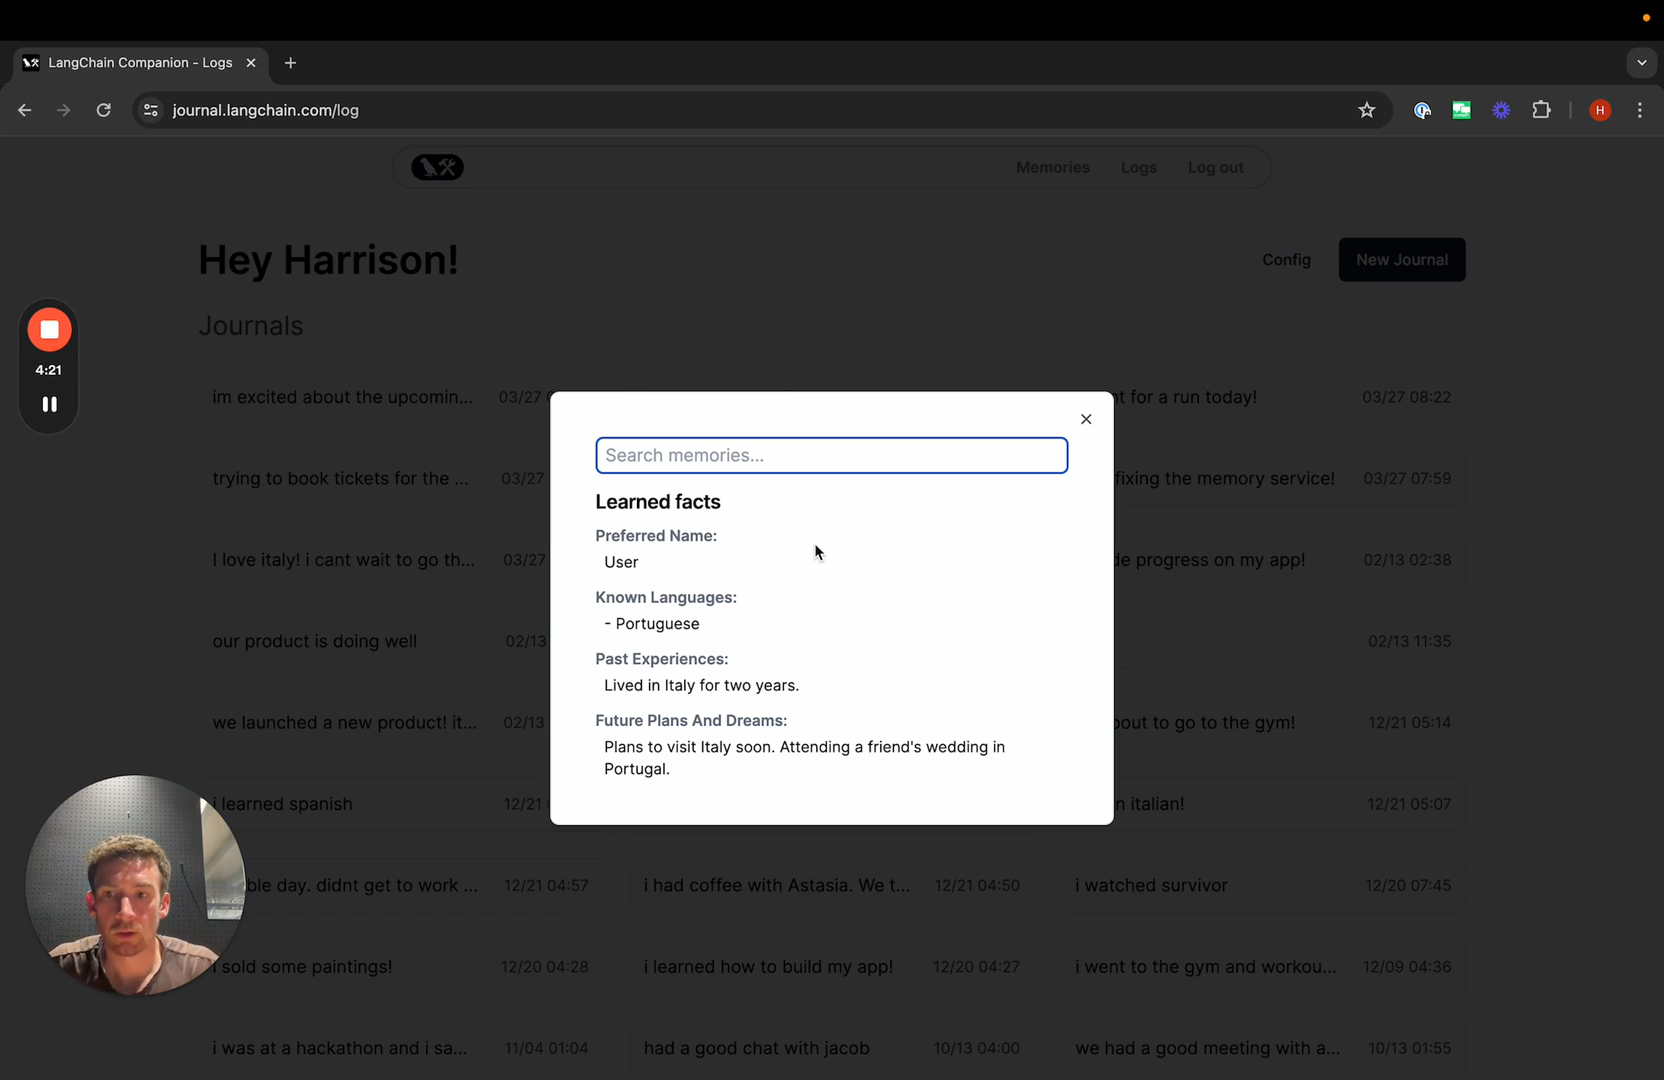 LangChain Companion - Logs
journal.langchain.com/log
H
Memories Logs Log out
Hey Harrison!
Config New Journal
Journals
4:21
im excited about the upcomin... 03/27
for a run today! 03/27 08:22
Search memories...
trying to book tickets for the ... 03/27
fixing the memory service! 03/27 07:59
Learned facts
Preferred Name:
User
I love italy! i cant wait to go th... 03/27
progress on my app! 02/13 02:38
Known Languages:
- Portuguese
our product is doing well 02/13
02/13 11:35
Past Experiences:
Lived in Italy for two years.
Future Plans And Dreams:
Plans to visit Italy soon. Attending a friend's wedding in
Portugal.
we launched a new product! it... 02/13
to go to the gym! 12/21 05:14
i learned spanish 12/21
italian! 12/21 05:07
day. didnt get to work ... 12/21 04:57
i had coffee with Astasia. We t... 12/21 04:50
i watched survivor 12/20 07:45
i sold some paintings! 12/20 04:28
i learned how to build my app! 12/20 04:27
i went to the gym and workou... 12/09 04:36
i was at a hackathon and i sa... 11/04 01:04
had a good chat with jacob 10/13 04:00
we had a good meeting with a... 10/13 01:55